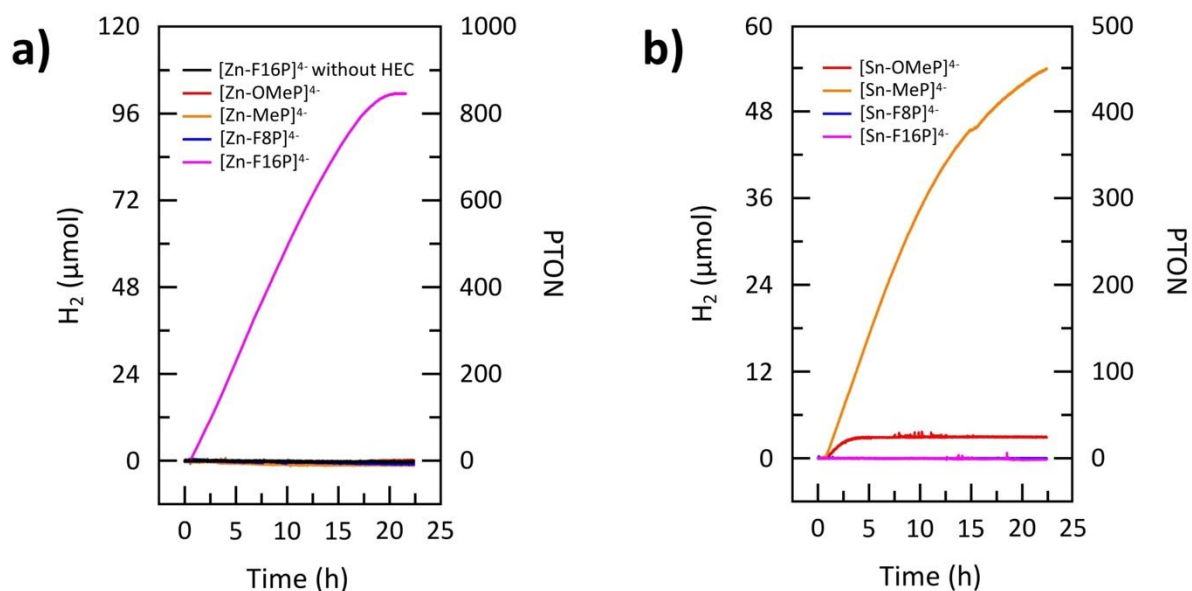 a)
120
96
72
48
24
0
H₂ (µmol)
[Zn-F16P]⁴⁻ without HEC
[Zn-OMeP]⁴⁻
[Zn-MeP]⁴⁻
[Zn-F8P]⁴⁻
[Zn-F16P]⁴⁻
1000
800
600
400
200
0
PTON
0 5 10 15 20 25
Time (h)
b)
60
48
36
24
12
0
H₂ (µmol)
[Sn-OMeP]⁴⁻
[Sn-MeP]⁴⁻
[Sn-F8P]⁴⁻
[Sn-F16P]⁴⁻
500
400
300
200
100
0
PTON
0 5 10 15 20 25
Time (h)